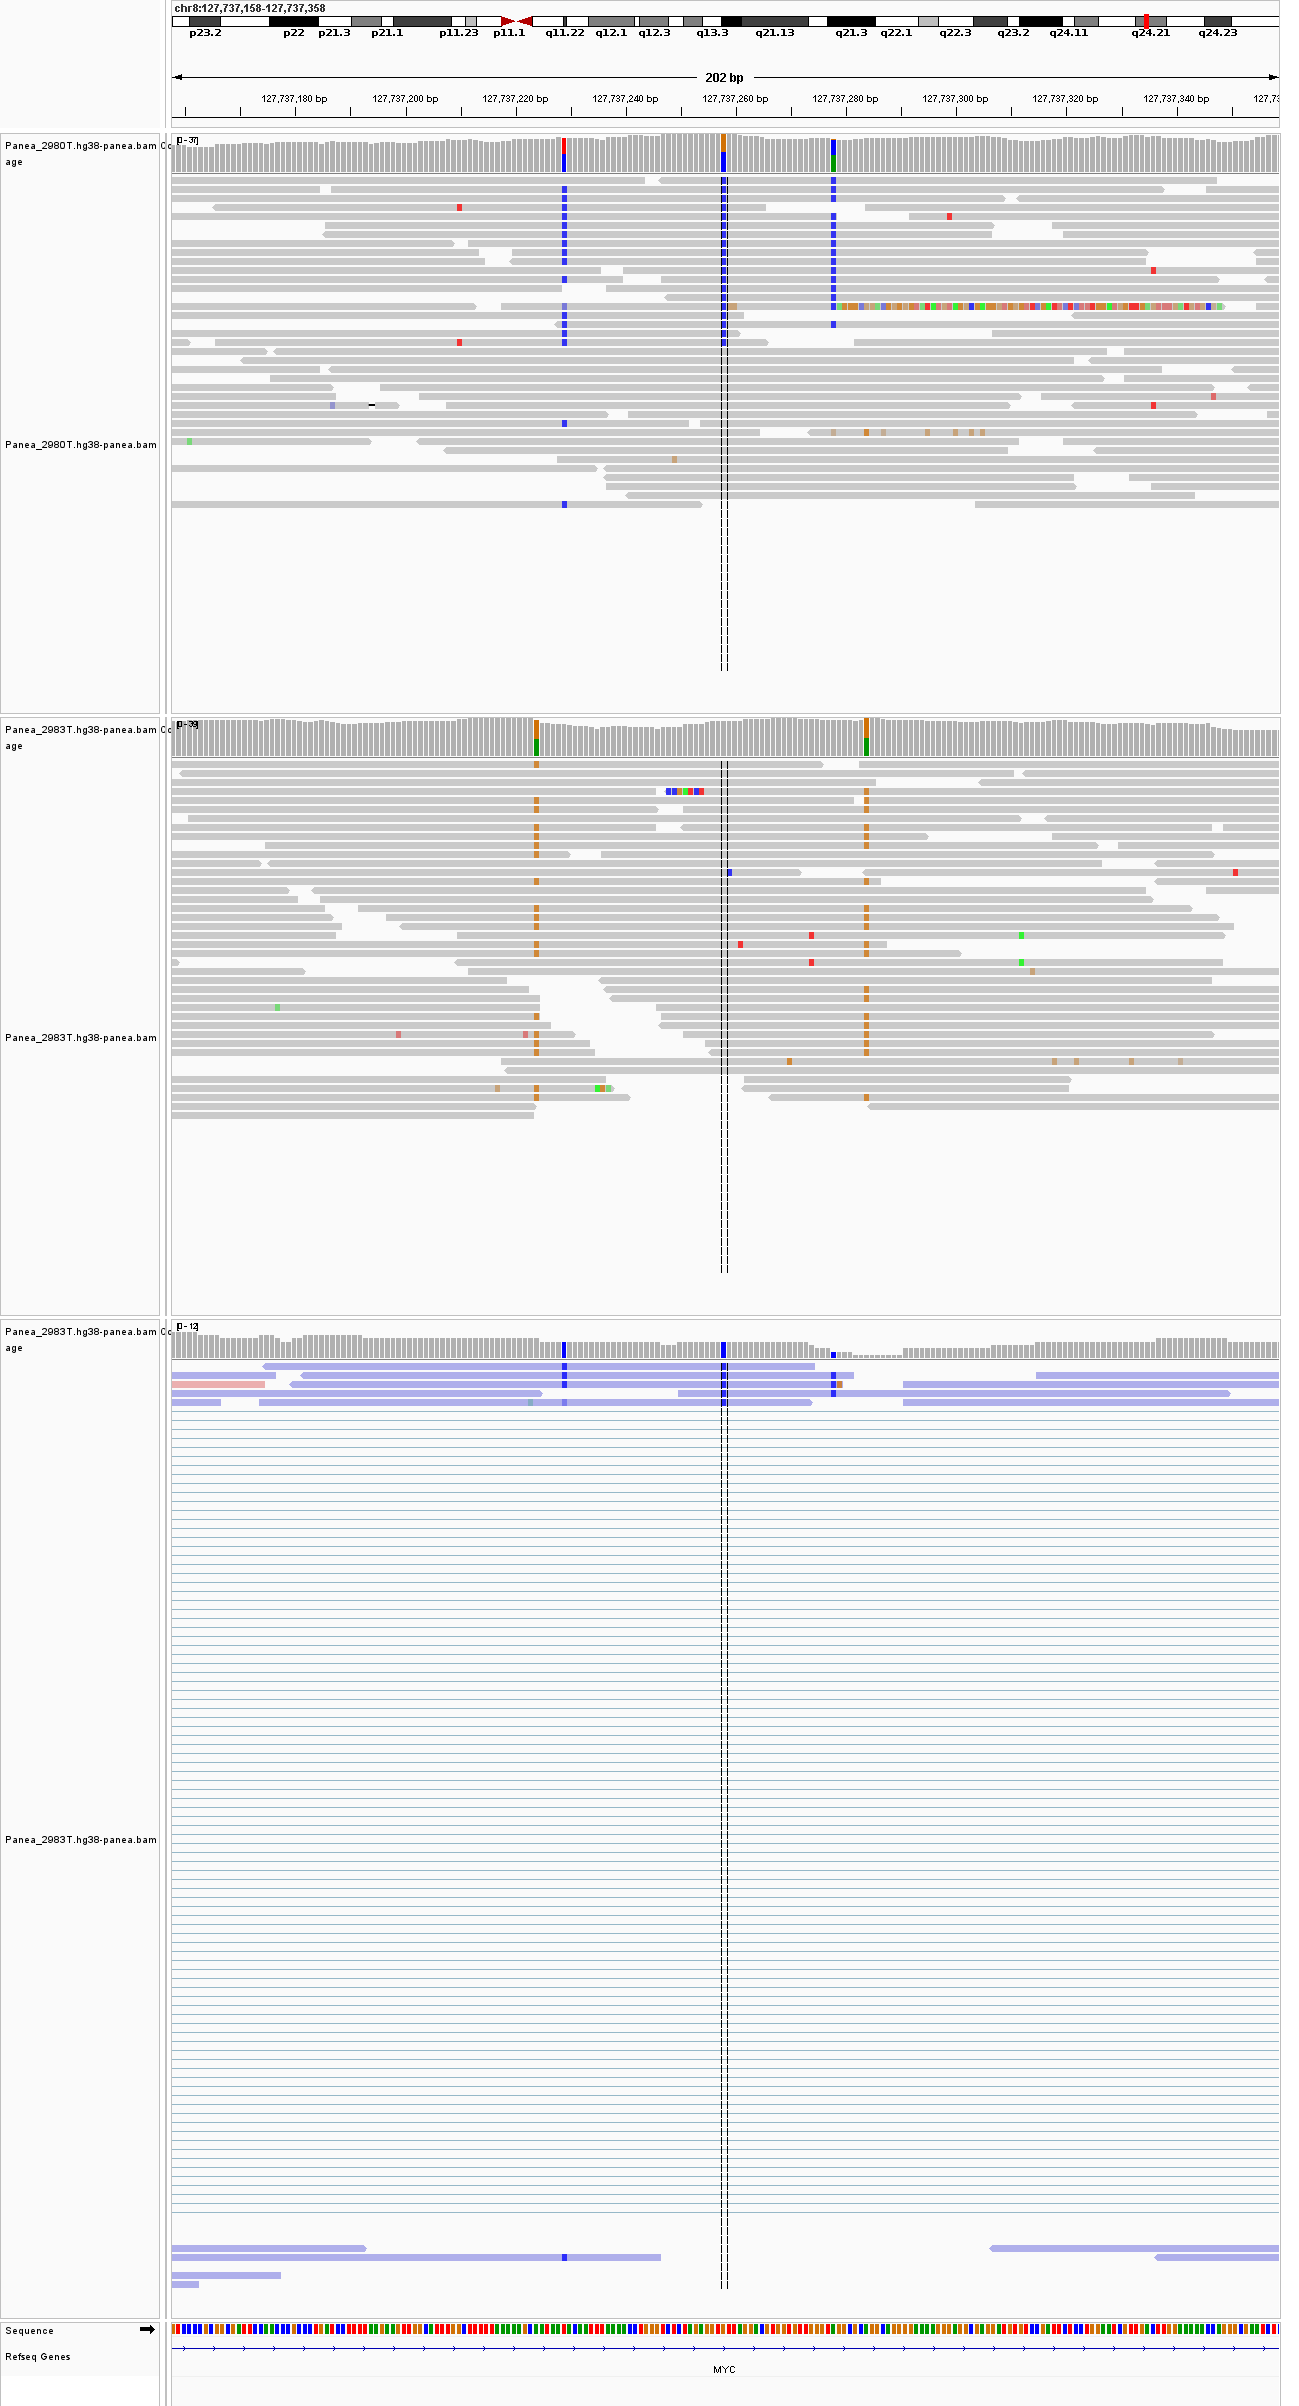 chr8:127,737,158-127,737,358
p23.2 p22 p21.3 p21.1 p11.23 p11.1 q11.22 q12.1 q12.3 q13.3 q21.13 q21.3 q22.1 q22.3 q23.2 q24.11 q24.21 q24.23
202 bp
127,737,180 bp 127,737,200 bp 127,737,220 bp 127,737,240 bp 127,737,260 bp 127,737,280 bp 127,737,300 bp 127,737,320 bp 127,737,340 bp 127,73
[0-37]
Panea_2980T.hg38-panea.bam Co
age
Panea_2980T.hg38-panea.bam
[0-39]
Panea_2983T.hg38-panea.bam Co
age
Panea_2983T.hg38-panea.bam
[0-12]
Panea_2983T.hg38-panea.bam Co
age
Panea_2983T.hg38-panea.bam
Sequence
Refseq Genes
MYC